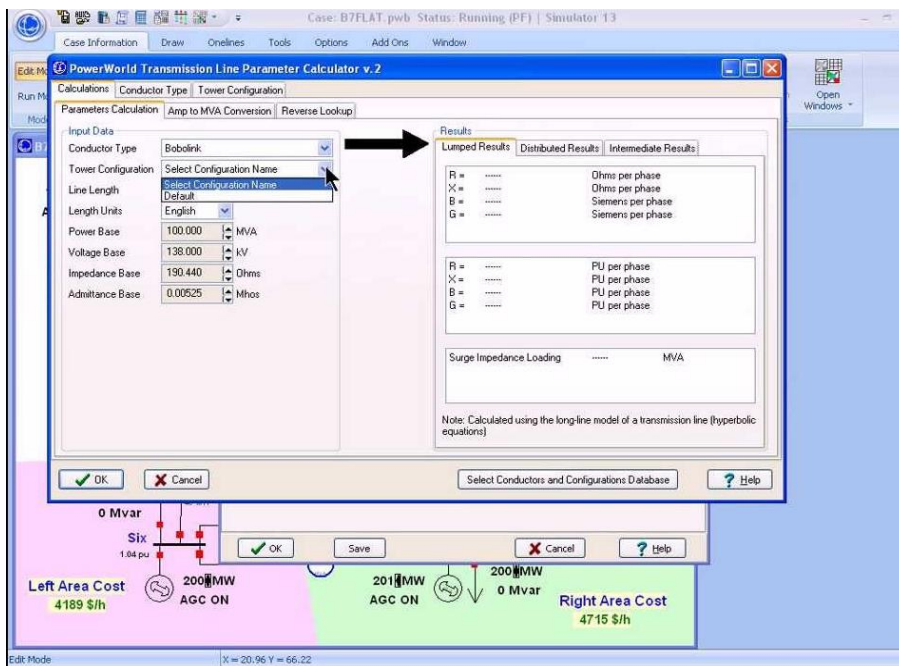 Case: B7FLAT.pwb Status: Running (PF) | Simulator 13
Case Information Draw Onelines Tools Options Add Ons Window
Edit Mo
Run Mo
Mod
Open
Windows
B7
PowerWorld Transmission Line Parameter Calculator v.2
Calculations Conductor Type Tower Configuration
Parameters Calculation Amp to MVA Conversion Reverse Lookup
Input Data
Conductor Type Bobolink
Tower Configuration Select Configuration Name
Select Configuration Name
Default
Line Length
Length Units English
Power Base 100.000 MVA
Voltage Base 138.000 kV
Impedance Base 190.440 Ohms
Admittance Base 0.00525 Mhos
Results
Lumped Results Distributed Results Intermediate Results
R = ------ Ohms per phase
X = ------ Ohms per phase
B = ------ Siemens per phase
G = ------ Siemens per phase
R = ------ PU per phase
X = ------ PU per phase
B = ------ PU per phase
G = ------ PU per phase
Surge Impedance Loading ------ MVA
Note: Calculated using the long-line model of a transmission line (hyperbolic
equations)
OK Cancel Select Conductors and Configurations Database ? Help
0 Mvar
Six
1.04 pu
OK Save Cancel ? Help
200 MW
AGC ON
201 MW
AGC ON
200 MW
0 Mvar
Left Area Cost
4189 $/h
Right Area Cost
4715 $/h
Edit Mode X = 20.96 Y = 66.22